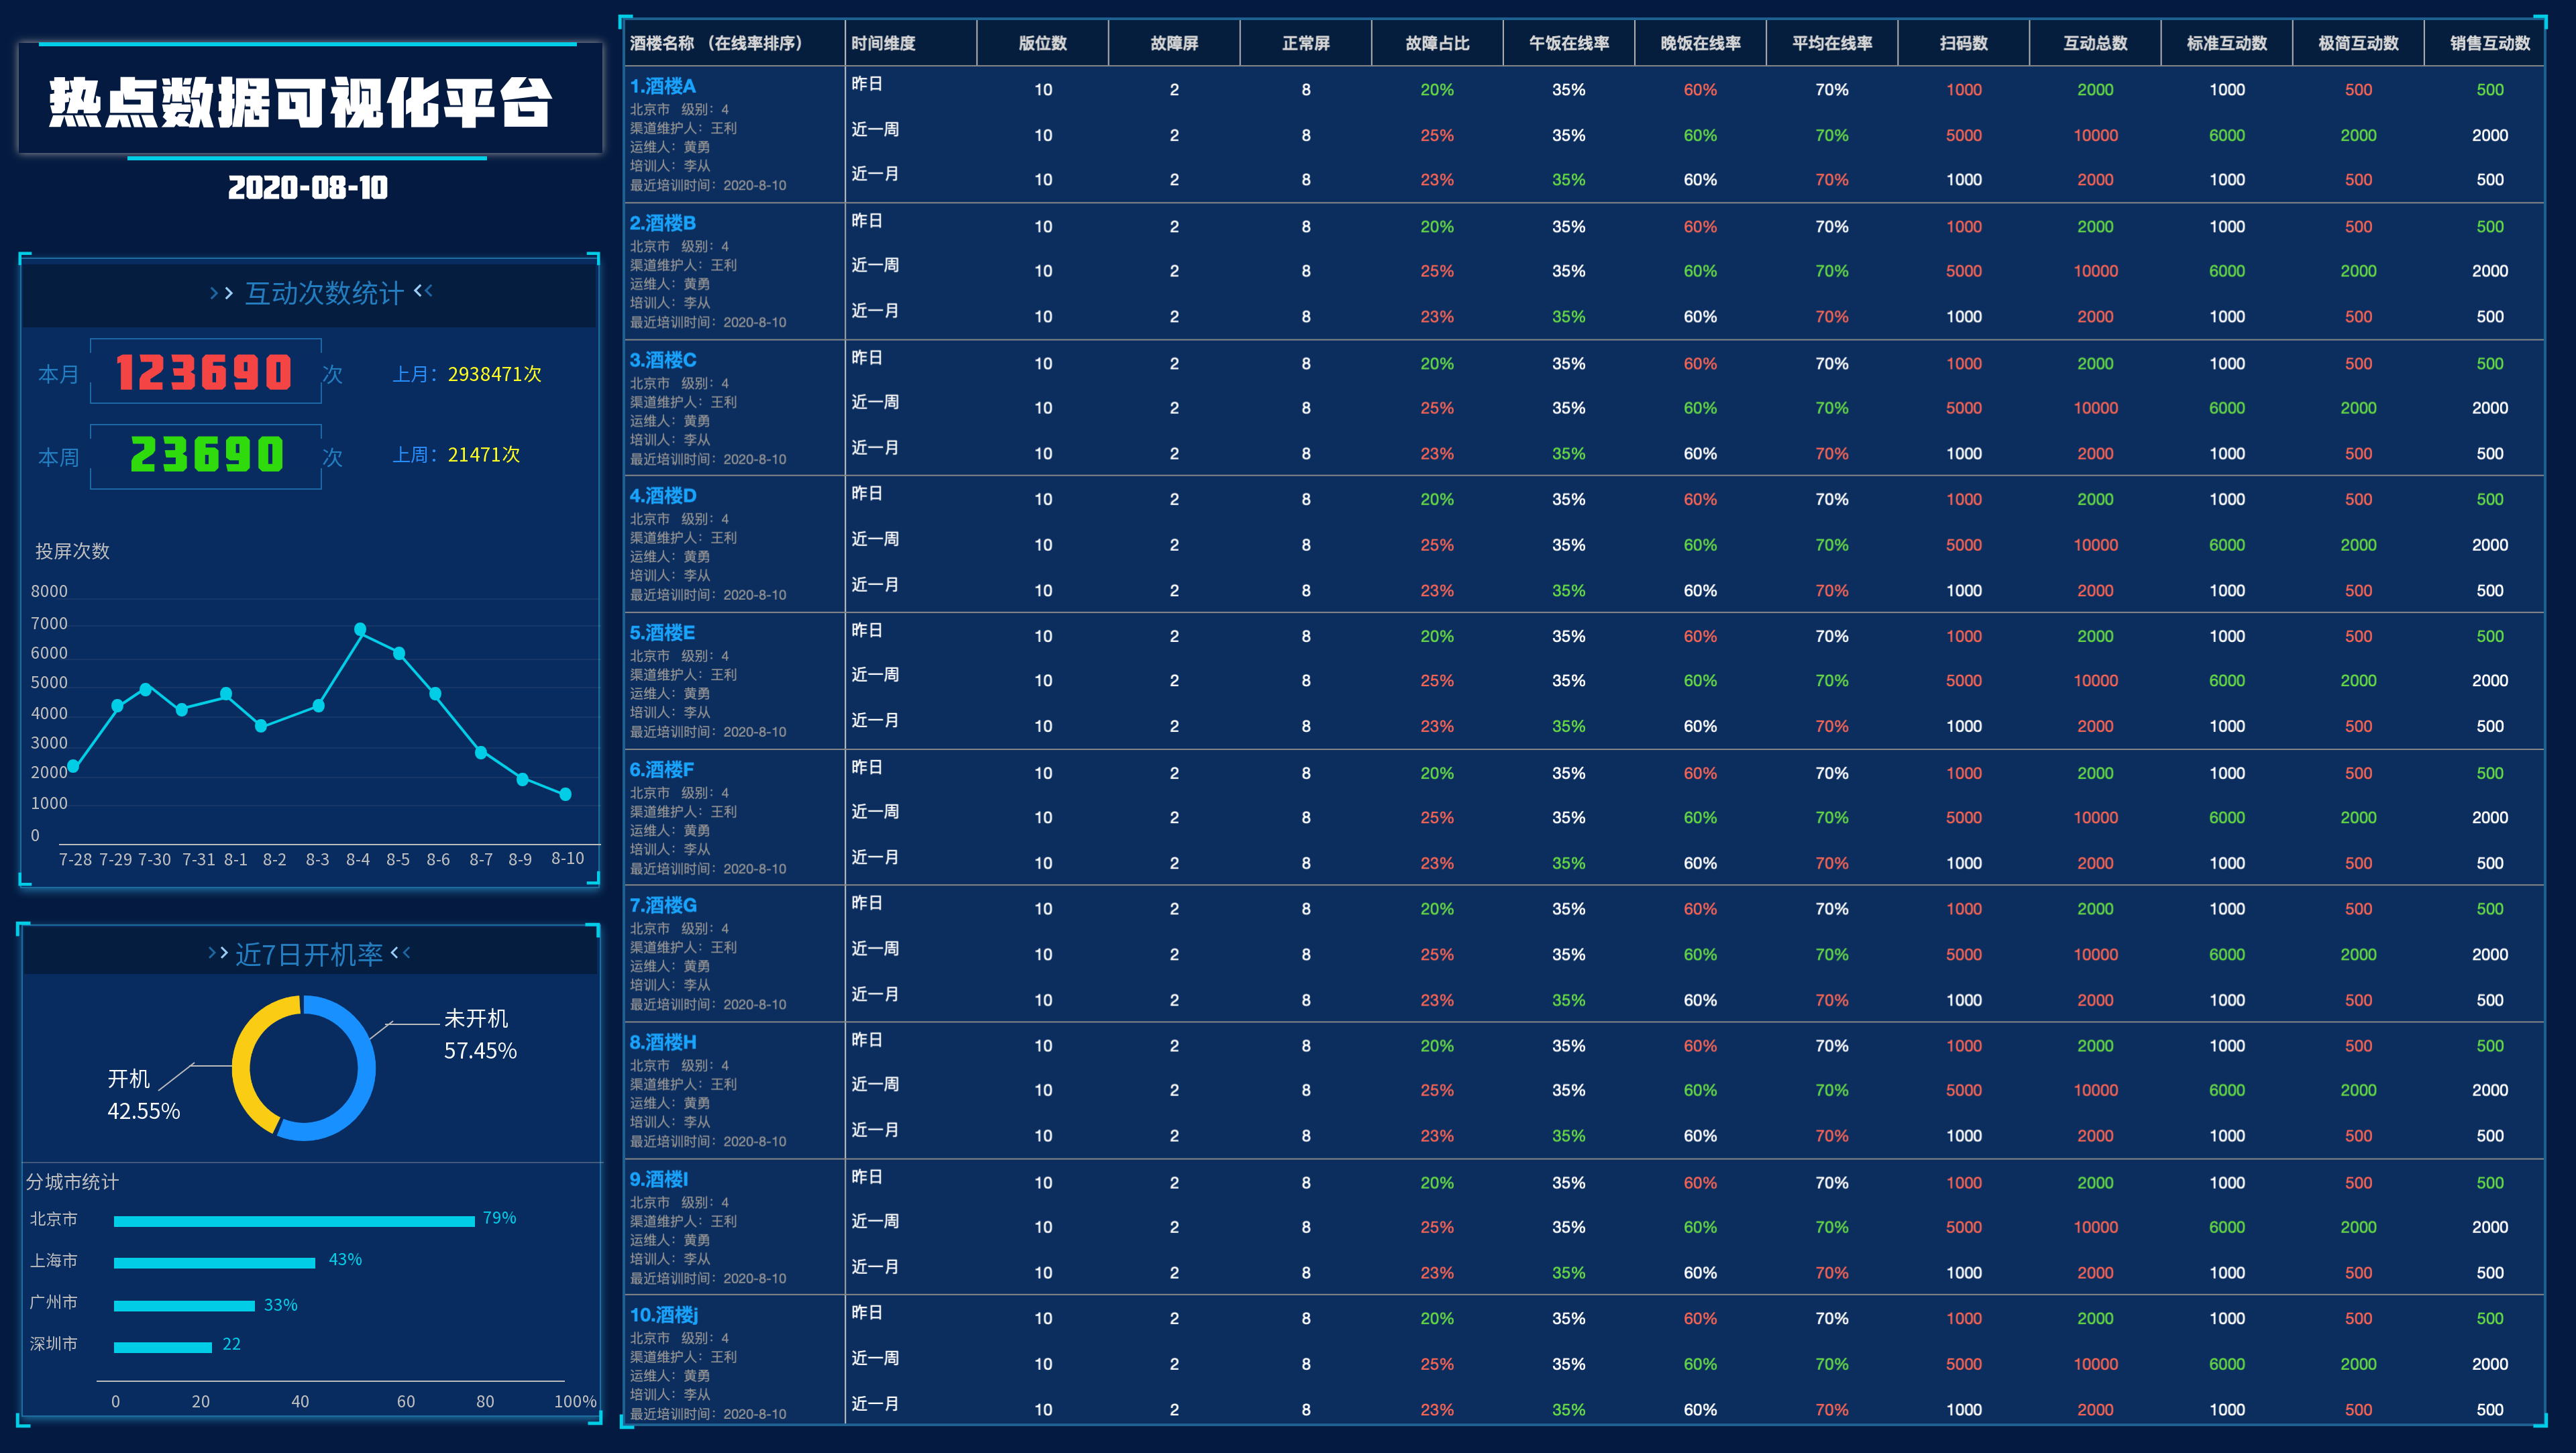 热点数据可视化平台
2020-08-10
互动次数统计
本月 123690 次 上月：2938471次
本周 23690 次 上周：21471次
投屏次数
8000
7000
6000
5000
4000
3000
2000
1000
0
7-28 7-29 7-30 7-31 8-1 8-2 8-3 8-4 8-5 8-6 8-7 8-9 8-10
近7日开机率
未开机
57.45%
开机
42.55%
分城市统计
北京市 79%
上海市 43%
广州市 33%
深圳市 22
0 20 40 60 80 100%
酒楼名称 （在线率排序） 时间维度 版位数 故障屏 正常屏 故障占比 午饭在线率 晚饭在线率 平均在线率 扫码数 互动总数 标准互动数 极简互动数 销售互动数
1.酒楼A
北京市 级别：4
渠道维护人：王利
运维人：黄勇
培训人：李从
最近培训时间：2020-8-10
昨日 10 2 8 20% 35% 60% 70% 1000 2000 1000 500 500
近一周 10 2 8 25% 35% 60% 70% 5000 10000 6000 2000 2000
近一月 10 2 8 23% 35% 60% 70% 1000 2000 1000 500 500
2.酒楼B
北京市 级别：4
渠道维护人：王利
运维人：黄勇
培训人：李从
最近培训时间：2020-8-10
昨日 10 2 8 20% 35% 60% 70% 1000 2000 1000 500 500
近一周 10 2 8 25% 35% 60% 70% 5000 10000 6000 2000 2000
近一月 10 2 8 23% 35% 60% 70% 1000 2000 1000 500 500
3.酒楼C
北京市 级别：4
渠道维护人：王利
运维人：黄勇
培训人：李从
最近培训时间：2020-8-10
昨日 10 2 8 20% 35% 60% 70% 1000 2000 1000 500 500
近一周 10 2 8 25% 35% 60% 70% 5000 10000 6000 2000 2000
近一月 10 2 8 23% 35% 60% 70% 1000 2000 1000 500 500
4.酒楼D
北京市 级别：4
渠道维护人：王利
运维人：黄勇
培训人：李从
最近培训时间：2020-8-10
昨日 10 2 8 20% 35% 60% 70% 1000 2000 1000 500 500
近一周 10 2 8 25% 35% 60% 70% 5000 10000 6000 2000 2000
近一月 10 2 8 23% 35% 60% 70% 1000 2000 1000 500 500
5.酒楼E
北京市 级别：4
渠道维护人：王利
运维人：黄勇
培训人：李从
最近培训时间：2020-8-10
昨日 10 2 8 20% 35% 60% 70% 1000 2000 1000 500 500
近一周 10 2 8 25% 35% 60% 70% 5000 10000 6000 2000 2000
近一月 10 2 8 23% 35% 60% 70% 1000 2000 1000 500 500
6.酒楼F
北京市 级别：4
渠道维护人：王利
运维人：黄勇
培训人：李从
最近培训时间：2020-8-10
昨日 10 2 8 20% 35% 60% 70% 1000 2000 1000 500 500
近一周 10 2 8 25% 35% 60% 70% 5000 10000 6000 2000 2000
近一月 10 2 8 23% 35% 60% 70% 1000 2000 1000 500 500
7.酒楼G
北京市 级别：4
渠道维护人：王利
运维人：黄勇
培训人：李从
最近培训时间：2020-8-10
昨日 10 2 8 20% 35% 60% 70% 1000 2000 1000 500 500
近一周 10 2 8 25% 35% 60% 70% 5000 10000 6000 2000 2000
近一月 10 2 8 23% 35% 60% 70% 1000 2000 1000 500 500
8.酒楼H
北京市 级别：4
渠道维护人：王利
运维人：黄勇
培训人：李从
最近培训时间：2020-8-10
昨日 10 2 8 20% 35% 60% 70% 1000 2000 1000 500 500
近一周 10 2 8 25% 35% 60% 70% 5000 10000 6000 2000 2000
近一月 10 2 8 23% 35% 60% 70% 1000 2000 1000 500 500
9.酒楼I
北京市 级别：4
渠道维护人：王利
运维人：黄勇
培训人：李从
最近培训时间：2020-8-10
昨日 10 2 8 20% 35% 60% 70% 1000 2000 1000 500 500
近一周 10 2 8 25% 35% 60% 70% 5000 10000 6000 2000 2000
近一月 10 2 8 23% 35% 60% 70% 1000 2000 1000 500 500
10.酒楼j
北京市 级别：4
渠道维护人：王利
运维人：黄勇
培训人：李从
最近培训时间：2020-8-10
昨日 10 2 8 20% 35% 60% 70% 1000 2000 1000 500 500
近一周 10 2 8 25% 35% 60% 70% 5000 10000 6000 2000 2000
近一月 10 2 8 23% 35% 60% 70% 1000 2000 1000 500 500